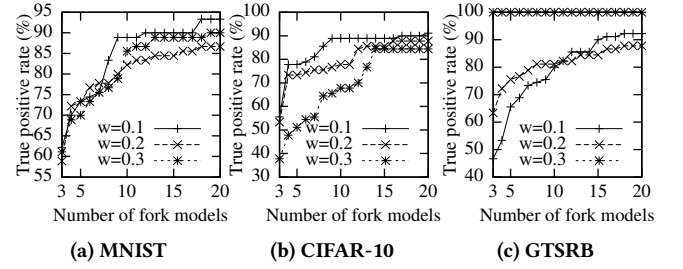 True positive rate (%)
95
90
85
80
75
70
65
60
55
w=0.1
w=0.2
w=0.3
3 5 10 15 20
Number of fork models
(a) MNIST
True positive rate (%)
100
90
80
70
60
50
40
30
w=0.1
w=0.2
w=0.3
3 5 10 15 20
Number of fork models
(b) CIFAR-10
True positive rate (%)
100
90
80
70
60
50
40
w=0.1
w=0.2
w=0.3
3 5 10 15 20
Number of fork models
(c) GTSRB